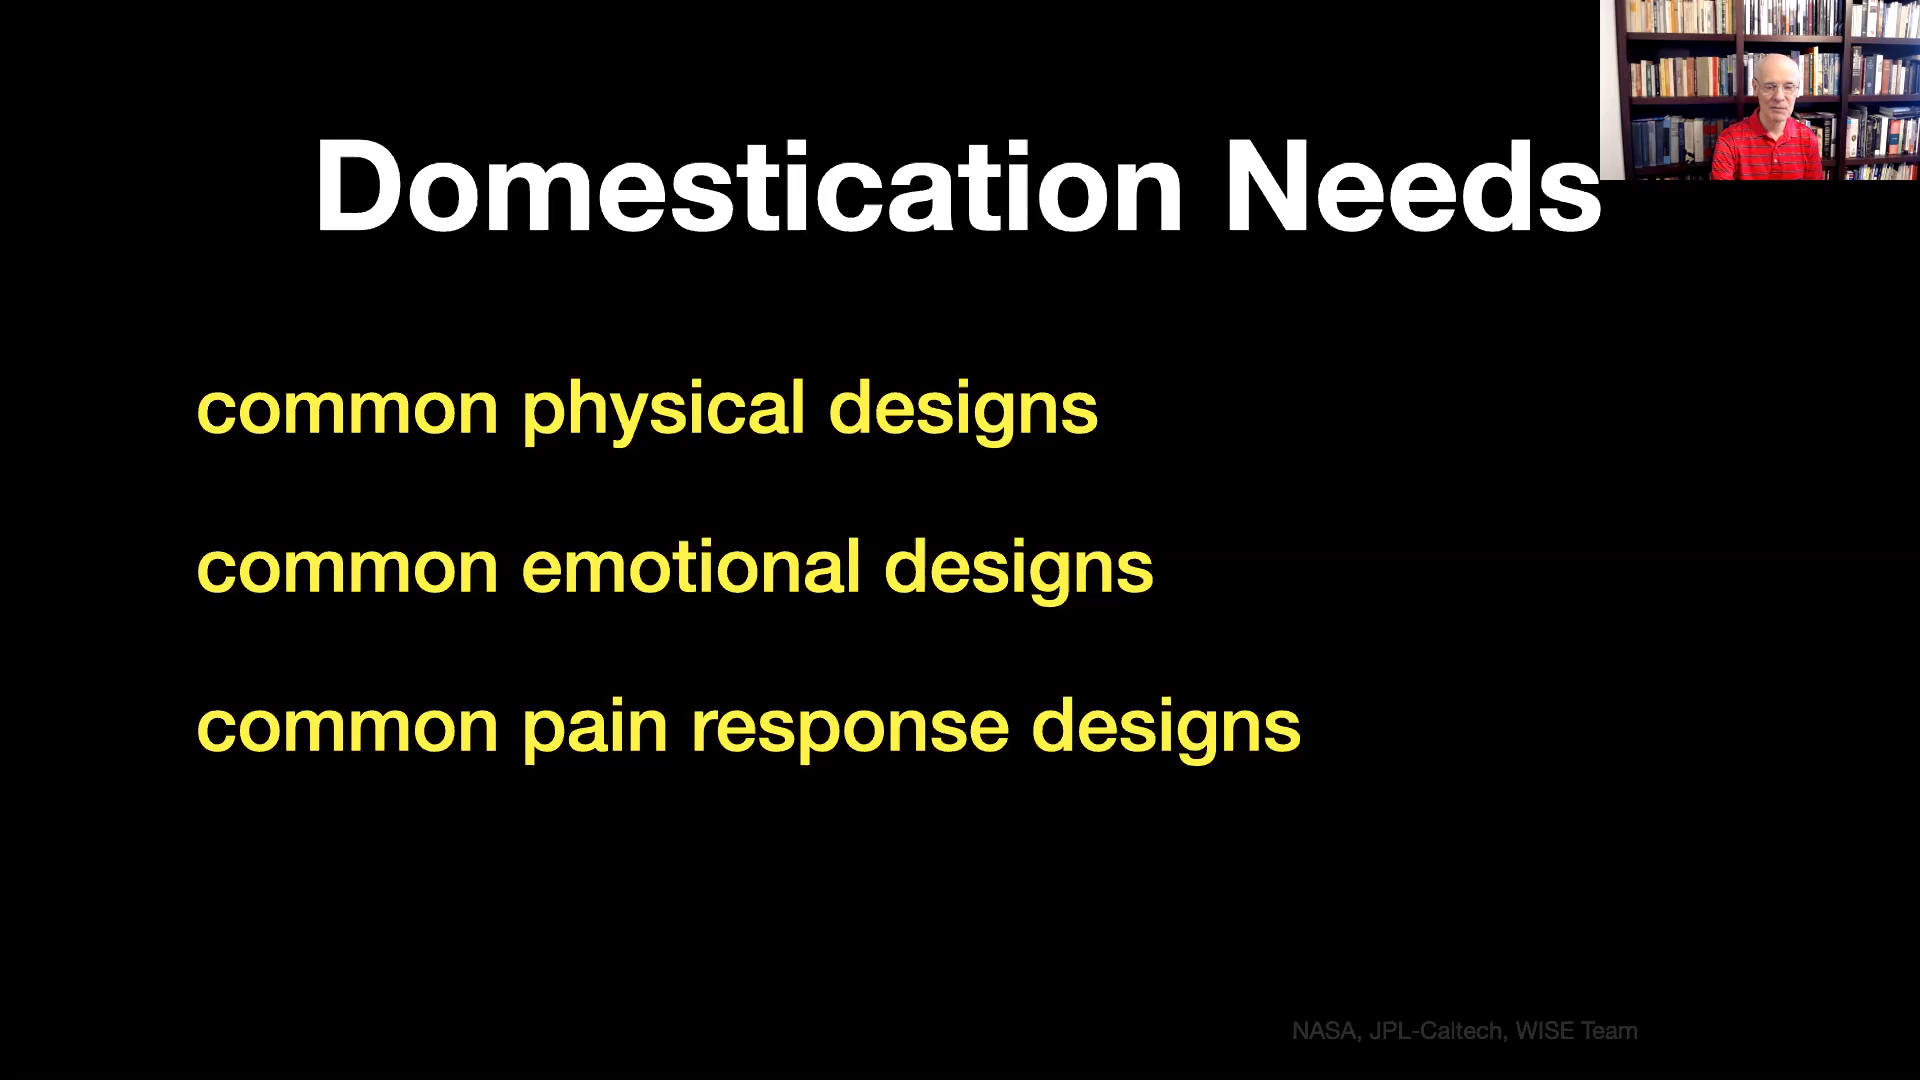 Domestication Needs
common physical designs
common emotional designs
common pain response designs
NASA, JPL-Caltech, WISE Team